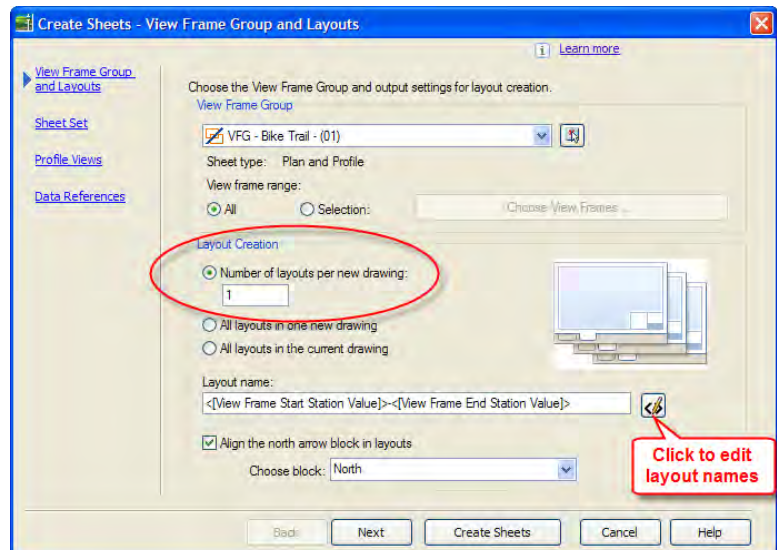 Create Sheets - View Frame Group and Layouts
Learn more
View Frame Group
and Layouts
Sheet Set
Profile Views
Data References
Choose the View Frame Group and output settings for layout creation.
View Frame Group
VFG - Bike Trail - (01)
Sheet type: Plan and Profile
View frame range:
All
Selection:
Choose View Frames ...
Layout Creation
Number of layouts per new drawing:
1
All layouts in one new drawing
All layouts in the current drawing
Layout name:
<[View Frame Start Station Value]>-<[View Frame End Station Value]>
Align the north arrow block in layouts
Choose block: North
Click to edit
layout names
Back Next Create Sheets Cancel Help